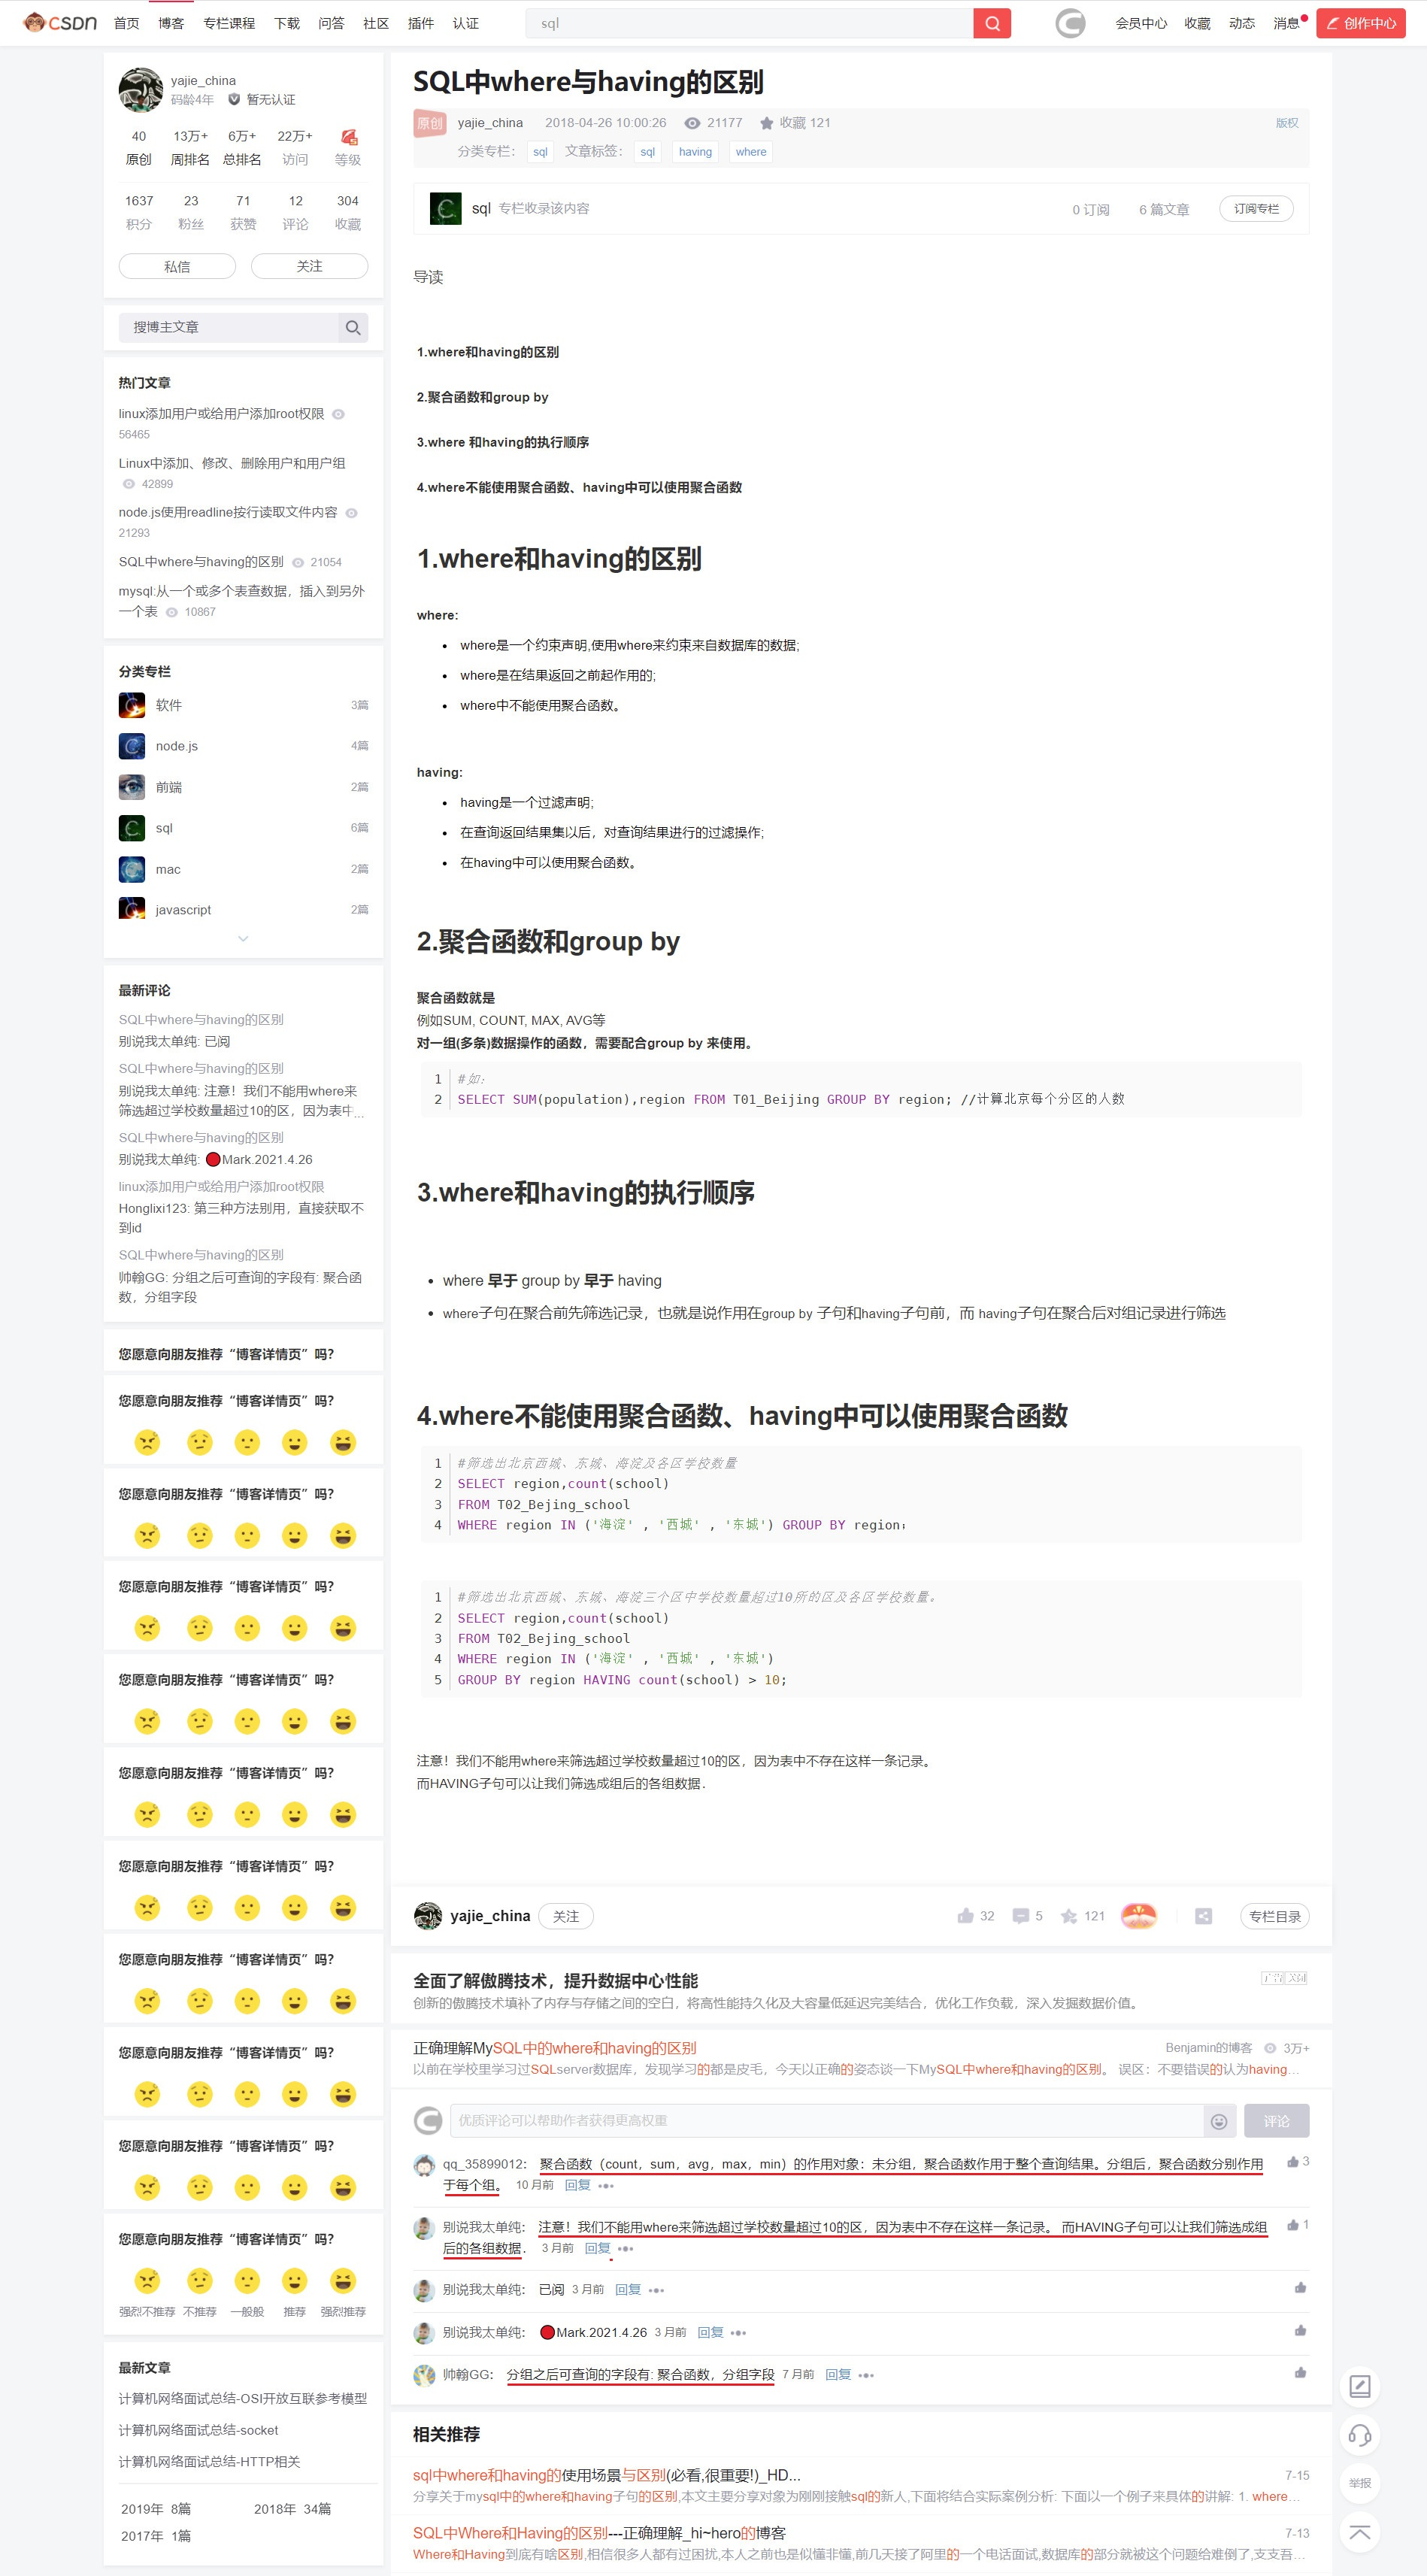 CSDN 首页 博客 专栏课程 下载 问答 社区 插件 认证 sql 会员中心 收藏 动态 消息 创作中心
yajie_china
码龄4年 暂无认证
40 13万+ 6万+ 22万+
原创 周排名 总排名 访问 等级
1637 23 71 12 304
积分 粉丝 获赞 评论 收藏
私信 关注
搜博主文章
热门文章
linux添加用户或给用户添加root权限
56465
Linux中添加、修改、删除用户和用户组
42899
node.js使用readline按行读取文件内容
21293
SQL中where与having的区别 21054
mysql:从一个或多个表查数据，插入到另外
一个表 10867
分类专栏
软件 3篇
node.js 4篇
前端 2篇
sql 6篇
mac 2篇
javascript 2篇
最新评论
SQL中where与having的区别
别说我太单纯: 已阅
SQL中where与having的区别
别说我太单纯: 注意！我们不能用where来
筛选超过学校数量超过10的区，因为表中...
SQL中where与having的区别
别说我太单纯: Mark.2021.4.26
linux添加用户或给用户添加root权限
Honglixi123: 第三种方法别用，直接获取不
到id
SQL中where与having的区别
帅翰GG: 分组之后可查询的字段有: 聚合函
数，分组字段
您愿意向朋友推荐“博客详情页”吗？
您愿意向朋友推荐“博客详情页”吗？
您愿意向朋友推荐“博客详情页”吗？
您愿意向朋友推荐“博客详情页”吗？
您愿意向朋友推荐“博客详情页”吗？
您愿意向朋友推荐“博客详情页”吗？
您愿意向朋友推荐“博客详情页”吗？
您愿意向朋友推荐“博客详情页”吗？
您愿意向朋友推荐“博客详情页”吗？
您愿意向朋友推荐“博客详情页”吗？
您愿意向朋友推荐“博客详情页”吗？
强烈不推荐 不推荐 一般般 推荐 强烈推荐
最新文章
计算机网络面试总结-OSI开放互联参考模型
计算机网络面试总结-socket
计算机网络面试总结-HTTP相关
2019年 8篇 2018年 34篇
2017年 1篇
SQL中where与having的区别
原创 yajie_china 2018-04-26 10:00:26 21177 收藏 121 版权
分类专栏： sql 文章标签： sql having where
sql 专栏收录该内容 0 订阅 6 篇文章 订阅专栏
导读
1.where和having的区别
2.聚合函数和group by
3.where 和having的执行顺序
4.where不能使用聚合函数、having中可以使用聚合函数
1.where和having的区别
where:
• where是一个约束声明,使用where来约束来自数据库的数据;
• where是在结果返回之前起作用的;
• where中不能使用聚合函数。
having:
• having是一个过滤声明;
• 在查询返回结果集以后，对查询结果进行的过滤操作;
• 在having中可以使用聚合函数。
2.聚合函数和group by
聚合函数就是
例如SUM, COUNT, MAX, AVG等
对一组(多条)数据操作的函数，需要配合group by 来使用。
1 #如：
2 SELECT SUM(population),region FROM T01_Beijing GROUP BY region; //计算北京每个分区的人数
3.where和having的执行顺序
• where 早于 group by 早于 having
• where子句在聚合前先筛选记录，也就是说作用在group by 子句和having子句前，而 having子句在聚合后对组记录进行筛选
4.where不能使用聚合函数、having中可以使用聚合函数
1 #筛选出北京西城、东城、海淀及各区学校数量
2 SELECT region,count(school)
3 FROM T02_Bejing_school
4 WHERE region IN ('海淀' , '西城' , '东城') GROUP BY region;
1 #筛选出北京西城、东城、海淀三个区中学校数量超过10所的区及各区学校数量。
2 SELECT region,count(school)
3 FROM T02_Bejing_school
4 WHERE region IN ('海淀' , '西城' , '东城')
5 GROUP BY region HAVING count(school) > 10;
注意！我们不能用where来筛选超过学校数量超过10的区，因为表中不存在这样一条记录。
而HAVING子句可以让我们筛选成组后的各组数据．
yajie_china 关注 32 5 121 专栏目录
全面了解傲腾技术，提升数据中心性能 广告 关闭
创新的傲腾技术填补了内存与存储之间的空白，将高性能持久化及大容量低延迟完美结合，优化工作负载，深入发掘数据价值。
正确理解MySQL中的where和having的区别 Benjamin的博客 3万+
以前在学校里学习过SQLserver数据库，发现学习的都是皮毛，今天以正确的姿态谈一下MySQL中where和having的区别。 误区：不要错误的认为having...
优质评论可以帮助作者获得更高权重 评论
qq_35899012: 聚合函数（count，sum，avg，max，min）的作用对象：未分组，聚合函数作用于整个查询结果。分组后，聚合函数分别作用 3
于每个组。 10 月前 回复 •••
别说我太单纯: 注意！我们不能用where来筛选超过学校数量超过10的区，因为表中不存在这样一条记录。 而HAVING子句可以让我们筛选成组 1
后的各组数据． 3 月前 回复 •••
别说我太单纯: 已阅 3 月前 回复 •••
别说我太单纯: Mark.2021.4.26 3 月前 回复 •••
帅翰GG: 分组之后可查询的字段有: 聚合函数，分组字段 7 月前 回复 •••
相关推荐
sql中where和having的使用场景与区别(必看,很重要!)_HD... 7-15
分享关于mysql中的where和having子句的区别,本文主要分享对象为刚刚接触sql的新人,下面将结合实际案例分析: 下面以一个例子来具体的讲解: 1. where...
SQL中Where和Having的区别---正确理解_hi~hero的博客 7-13
Where和Having到底有啥区别,相信很多人都有过困扰,本人之前也是似懂非懂,前几天接了阿里的一个电话面试,数据库的部分就被这个问题给难倒了,支支吾...
举报